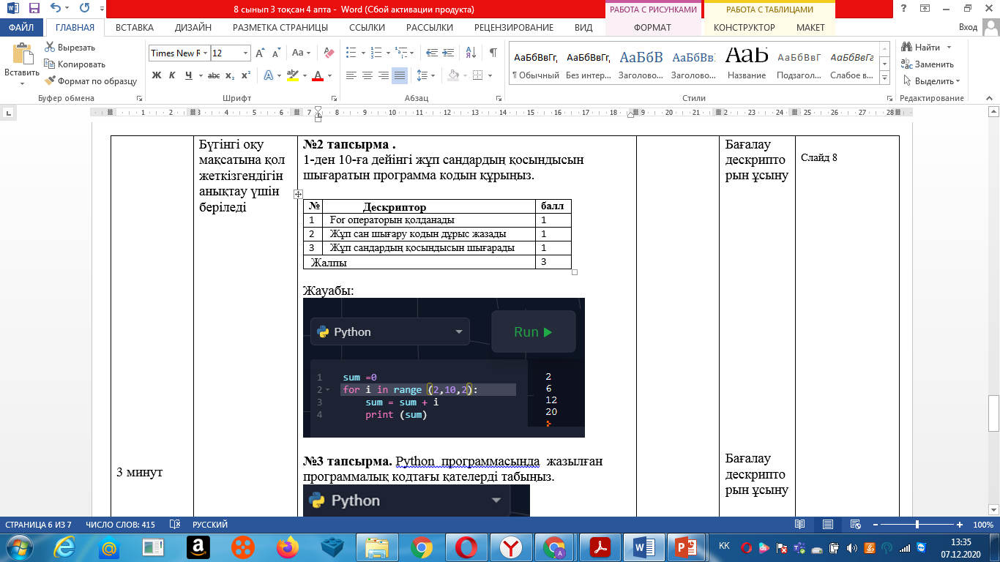 8 сынып 3 тоқсан 4 апта - Word (Сбой активации продукта)
РАБОТА С РИСУНКАМИ
РАБОТА С ТАБЛИЦАМИ
ФАЙЛ ГЛАВНАЯ ВСТАВКА ДИЗАЙН РАЗМЕТКА СТРАНИЦЫ ССЫЛКИ РАССЫЛКИ РЕЦЕНЗИРОВАНИЕ ВИД ФОРМАТ КОНСТРУКТОР МАКЕТ Вход
Вставить
Вырезать
Копировать
Формат по образцу
Буфер обмена
Times New R 12
Шрифт
Абзац
АаБбВвГг, АаБбВвГг, АаБбВ АаБбВв: АаБ АаБбВвГ АаБбВвГг
¶ Обычный Без интер... Заголово... Заголово... Название Подзагол... Слабое в...
Стили
Найти
Заменить
Выделить
Редактирование
Бүгінгі оқу
мақсатына қол
жеткізгендігін
анықтау үшін
беріледі
№2 тапсырма .
1-ден 10-ға дейінгі жұп сандардың қосындысын
шығаратын программа кодын құрыңыз.
№ Дескриптор балл
1 For операторын қолданады 1
2 Жұп сан шығару кодын дұрыс жазады 1
3 Жұп сандардың қосындысын шығарады 1
Жалпы 3
Жауабы:
Python
Run
1 sum =0
2 for i in range (2,10,2):
3 sum = sum + i
4 print (sum)
2
6
12
20
№3 тапсырма. Python программасында жазылған
программалық кодтағы қателерді табыңыз.
Python
Бағалау
дескрипто
рын ұсыну
Слайд 8
3 минут
Бағалау
дескрипто
рын ұсыну
СТРАНИЦА 6 ИЗ 7 ЧИСЛО СЛОВ: 415 РУССКИЙ 100%
KK
13:35
07.12.2020